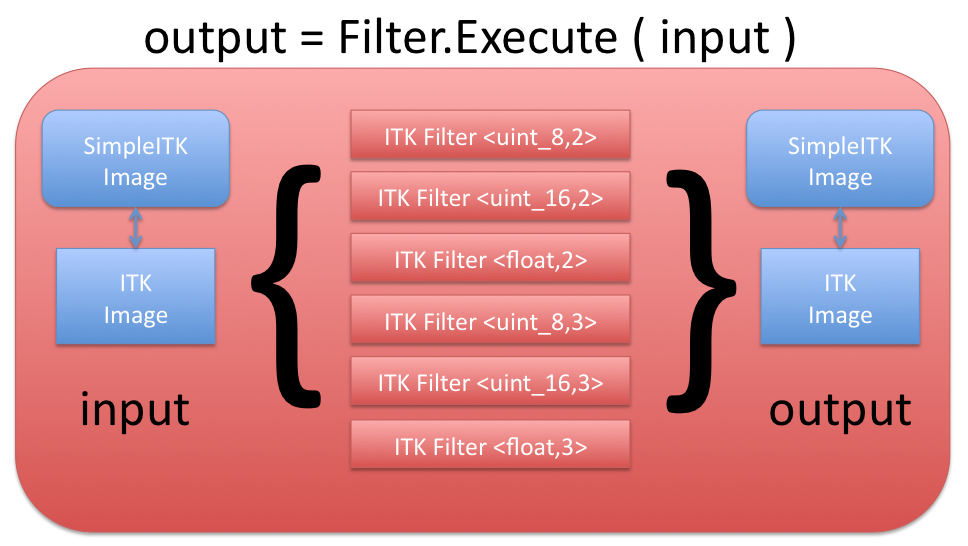 output = Filter.Execute ( input )
SimpleITK
Image
ITK
Image
input
{
ITK Filter <uint_8,2>
ITK Filter <uint_16,2>
ITK Filter <float,2>
ITK Filter <uint_8,3>
ITK Filter <uint_16,3>
ITK Filter <float,3>
}
SimpleITK
Image
ITK
Image
output